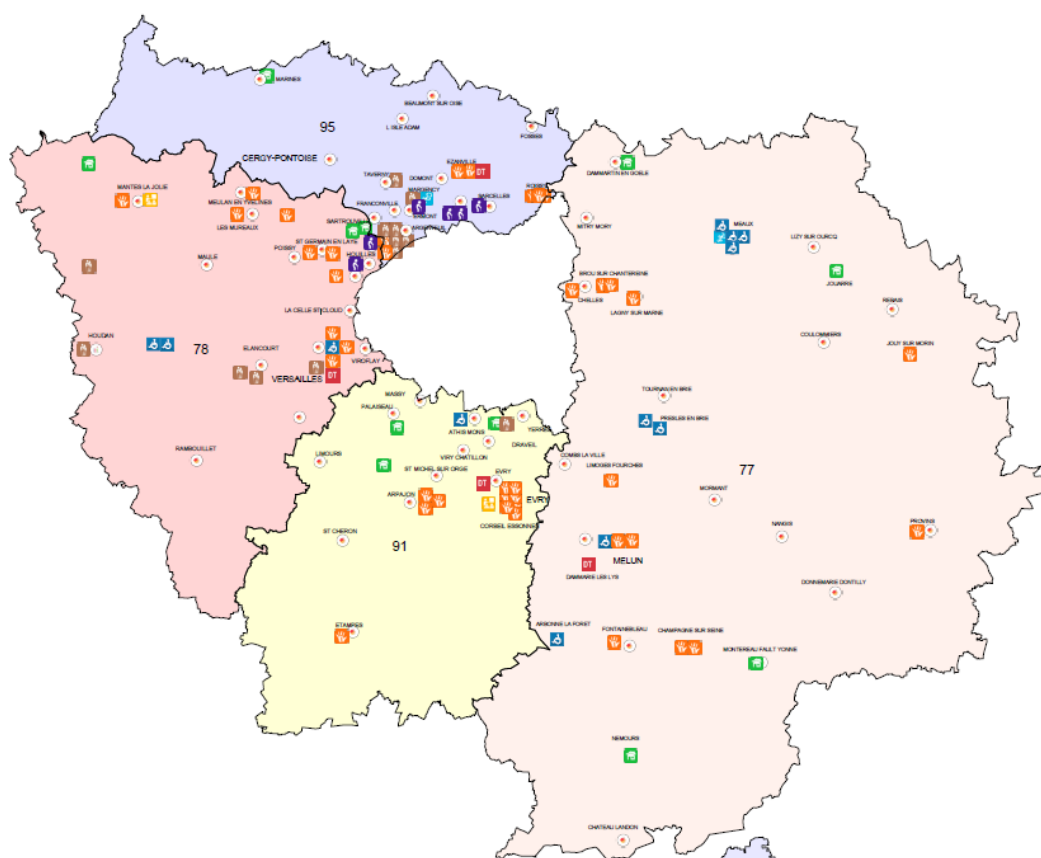 MARINES
BEAUMONT SUR OISE
95
L ISLE ADAM
FOSSES
CERGY-PONTOISE
EZANVILLE
DT
DAMMARTIN EN GOELE
TAVERNY
DOMONT
MARGENCY
MANTES LA JOLIE
MEULAN EN YVELINES
SARCELLES
FRANCONVILLE
ERMONT
SARTROUVILLE
ARGENTEUIL
MITRY MORY
MEAUX
LES MUREAUX
ST GERMAIN EN LAYE
LIZY SUR OURCQ
HOUILLES
POISSY
MAULE
JOUARRE
BROU SUR CHANTEREINE
CHELLES
LAGNY SUR MARNE
REBAIS
LA CELLE ST CLOUD
HOUDAN
COULOMMIERS
78
JOUY SUR MORIN
ELANCOURT
VIROFLAY
VERSAILLES
DT
TOURNAN EN BRIE
MASSY
PALAISEAU
PRESLES EN BRIE
ATHIS MONS
YERRES
DRAVEIL
VIRY CHATILLON
RAMBOUILLET
LIMOURS
COMBS LA VILLE
LIMOGES FOURCHES
77
ST MICHEL SUR ORGE
EVRY
DT
ARPAJON
EVRY
MORMANT
CORBEIL ESSONNES
NANGIS
PROVINS
ST CHERON
91
MELUN
DT
DAMMARIE LES LYS
DONNEMARIE DONTILLY
ETAMPES
ARBONNE LA FORET
FONTAINEBLEAU
CHAMPAGNE SUR SEINE
MONTEREAU FAULT YONNE
NEMOURS
CHATEAU LANDON